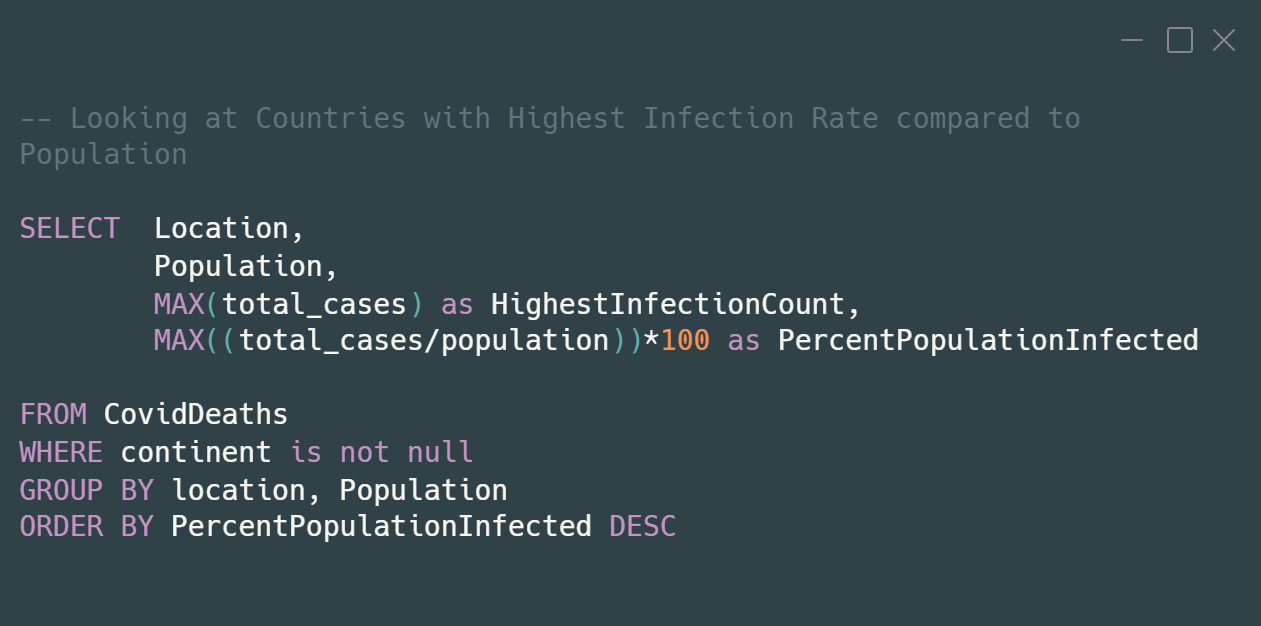 -- Looking at Countries with Highest Infection Rate compared to
Population
SELECT  Location,
        Population,
        MAX(total_cases) as HighestInfectionCount,
        MAX((total_cases/population))*100 as PercentPopulationInfected
FROM CovidDeaths
WHERE continent is not null
GROUP BY location, Population
ORDER BY PercentPopulationInfected DESC